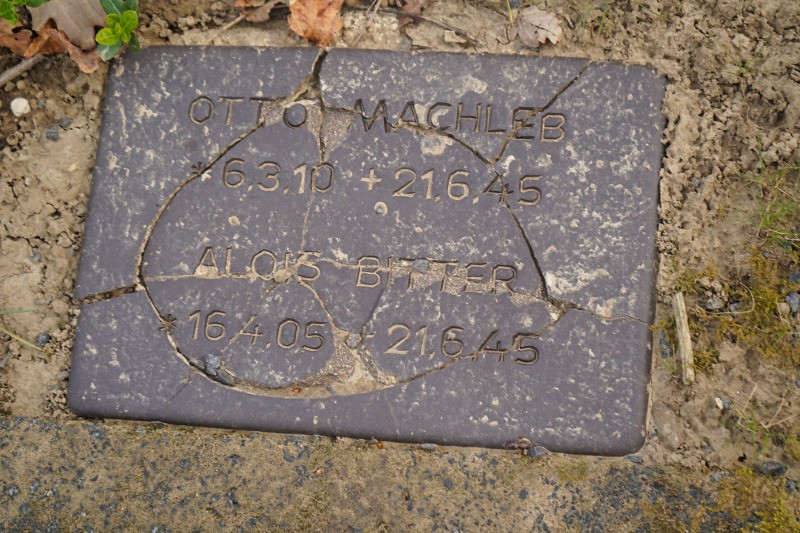 OTTO MACHLEB
* 6.3.10 + 21.6.45
ALOIS BITTER
* 16.4.05 + 21.6.45